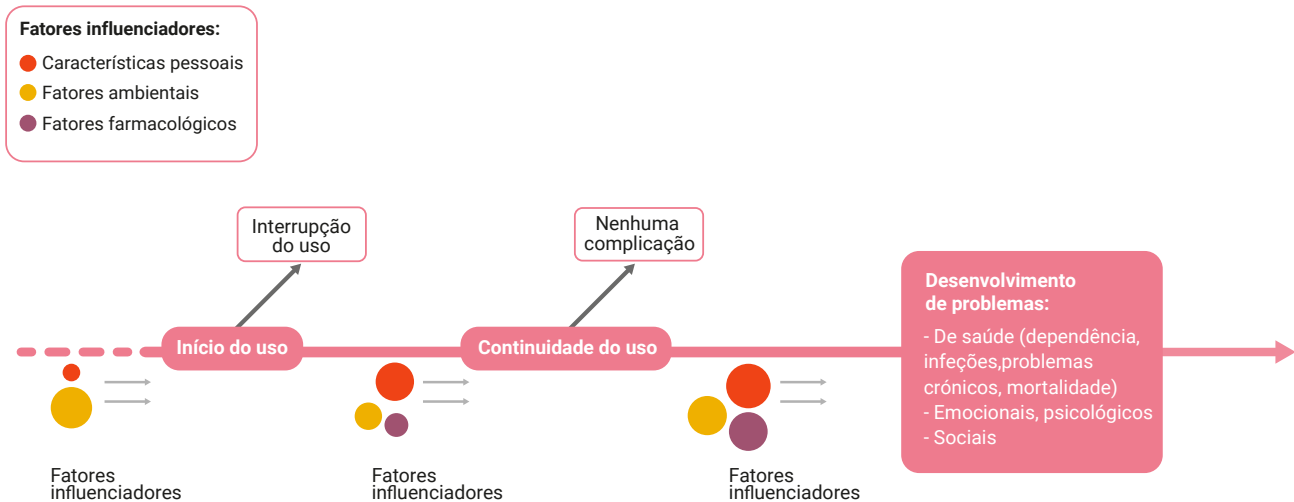 Fatores influenciadores:
Características pessoais
Fatores ambientais
Fatores farmacológicos
Interrupção
do uso
Nenhuma
complicação
Início do uso
Continuidade do uso
Desenvolvimento
de problemas:
- De saúde (dependência,
infeções,problemas
crónicos, mortalidade)
- Emocionais, psicológicos
- Sociais
Fatores
influenciadores
Fatores
influenciadores
Fatores
influenciadores